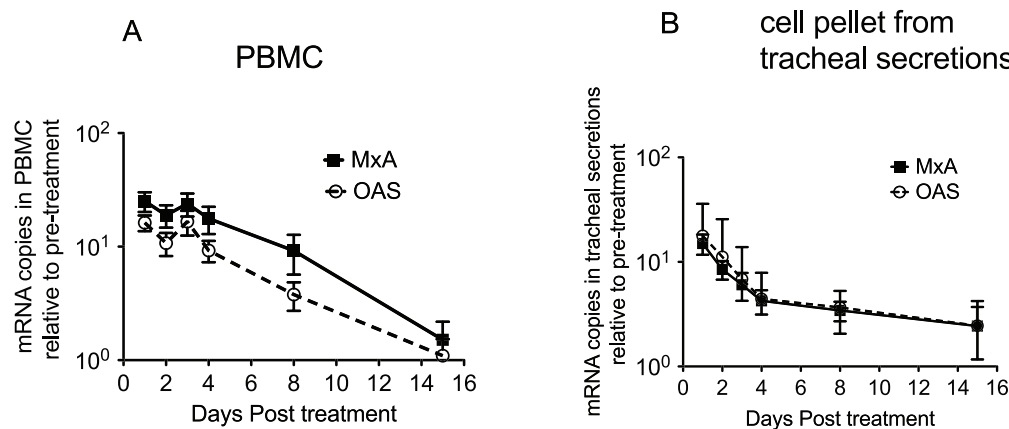 A
PBMC
mRNA copies in PBMC
relative to pre-treatment
10²
10¹
10⁰
MxA
OAS
0 2 4 6 8 10 12 14 16
Days Post treatment
B
cell pellet from
tracheal secretions
mRNA copies in tracheal secretions
relative to pre-treatment
10²
10¹
10⁰
MxA
OAS
0 2 4 6 8 10 12 14 16
Days Post treatment